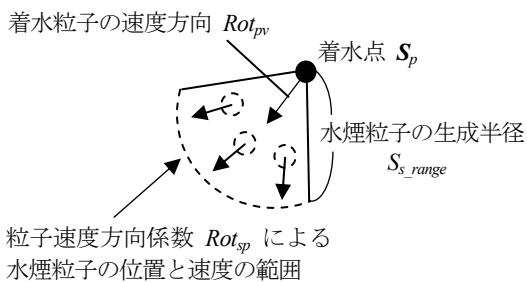 着水粒子の速度方向 Rot_pv
着水点 S_p
水煙粒子の生成半径
S_s_range
粒子速度方向係数 Rot_sp による
水煙粒子の位置と速度の範囲